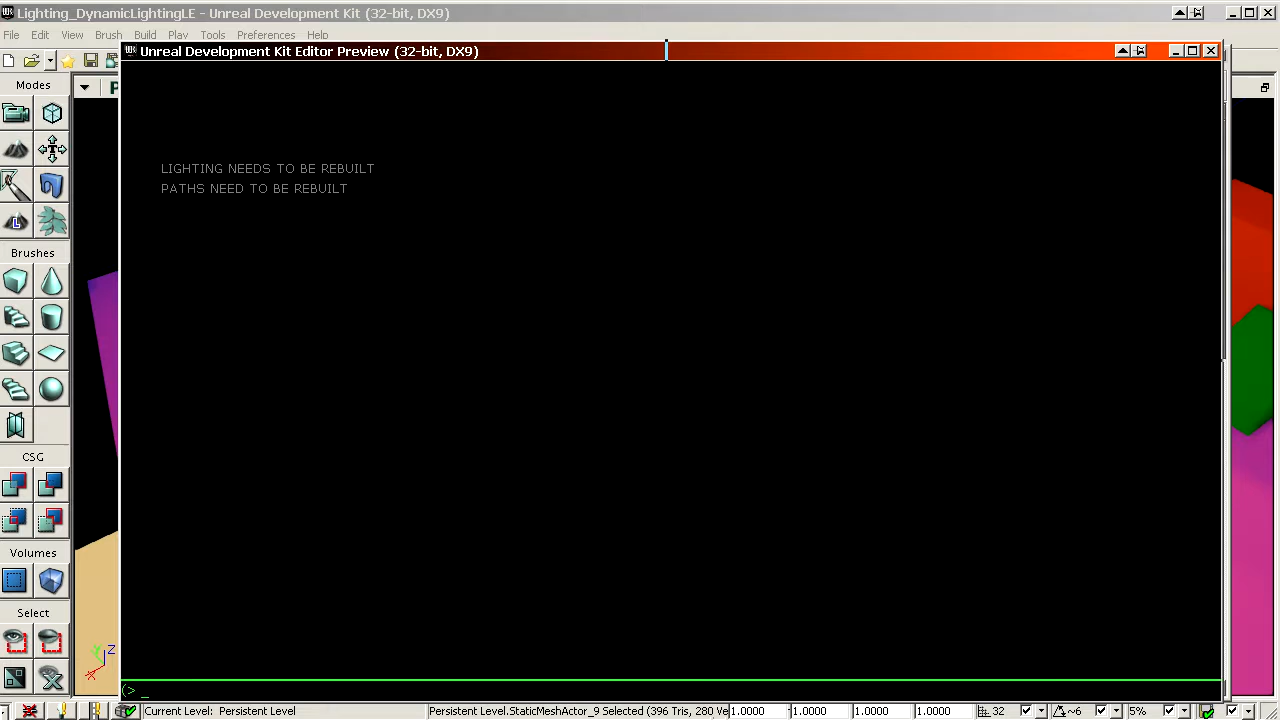 Lighting_DynamicLightingLE - Unreal Development Kit (32-bit, DX9)
File Edit View Brush Build Play Tools Preferences Help
Unreal Development Kit Editor Preview (32-bit, DX9)
Modes
LIGHTING NEEDS TO BE REBUILT
PATHS NEED TO BE REBUILT
L
Brushes
CSG
Volumes
Select
Z
Y
X
(> _
Current Level: Persistent Level
Persistent Level.StaticMeshActor_9 Selected (396 Tris, 280 Ve
1.0000 1.0000 1.0000 1.0000 32 ~6 5%